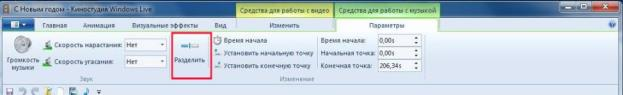 С Новым годом - Киностудия Windows Live
Средства для работы с видео Средства для работы с музыкой
Главная Анимация Визуальные эффекты Вид Изменить Параметры
Громкость музыки
Скорость нарастания: Нет
Скорость угасания: Нет
Звук
Разделить
Время начала
Установить начальную точку
Установить конечную точку
Время начала: 0,00s
Начальная точка: 0,00s
Конечная точка: 206,34s
Изменение